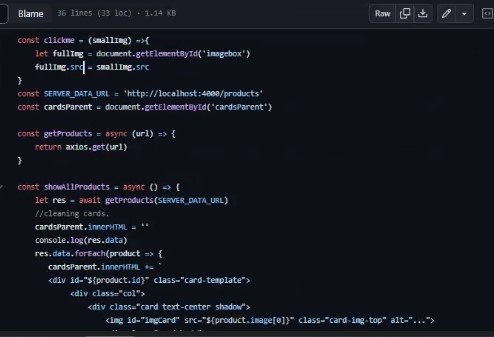 Blame 36 lines (33 loc) · 1.14 KB Raw
const clickme = (smallImg) =>{
let fullImg = document.getElementById('imagebox')
fullImg.src = smallImg.src
}
const SERVER_DATA_URL = 'http://localhost:4000/products'
const cardsParent = document.getElementById('cardsParent')
const getProducts = async (url) => {
return axios.get(url)
}
const showAllProducts = async () => {
let res = await getProducts(SERVER_DATA_URL)
//cleaning cards.
cardsParent.innerHTML = ''
console.log(res.data)
res.data.forEach(product => {
cardsParent.innerHTML += `
<div id="${product.id}" class="card-template">
<div class="col">
<div class="card text-center shadow">
<img id="imgCard" src="${product.image[0]}" class="card-img-top" alt="...">